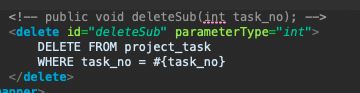 <!-- public void deleteSub(int task_no); -->
<delete id="deleteSub" parameterType="int">
DELETE FROM project_task
WHERE task_no = #{task_no}
</delete>